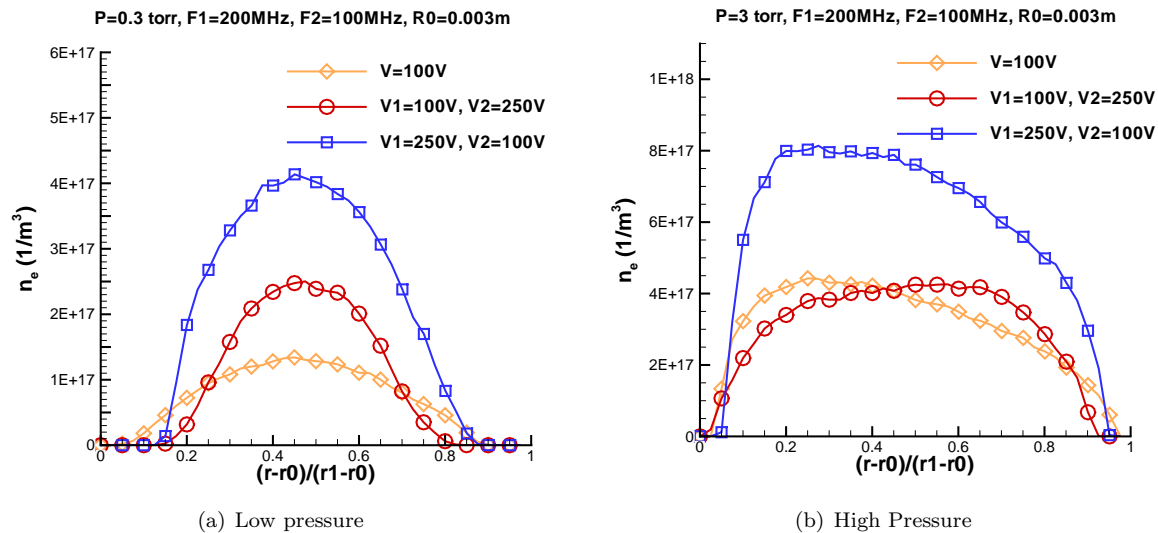 P=0.3 torr, F1=200MHz, F2=100MHz, R0=0.003m
n_e (1/m^3)
6E+17
5E+17
4E+17
3E+17
2E+17
1E+17
0
V=100V
V1=100V, V2=250V
V1=250V, V2=100V
0 0.2 0.4 0.6 0.8 1
(r-r0)/(r1-r0)
(a) Low pressure
P=3 torr, F1=200MHz, F2=100MHz, R0=0.003m
n_e (1/m^3)
1E+18
8E+17
6E+17
4E+17
2E+17
0
V=100V
V1=100V, V2=250V
V1=250V, V2=100V
0 0.2 0.4 0.6 0.8 1
(r-r0)/(r1-r0)
(b) High Pressure